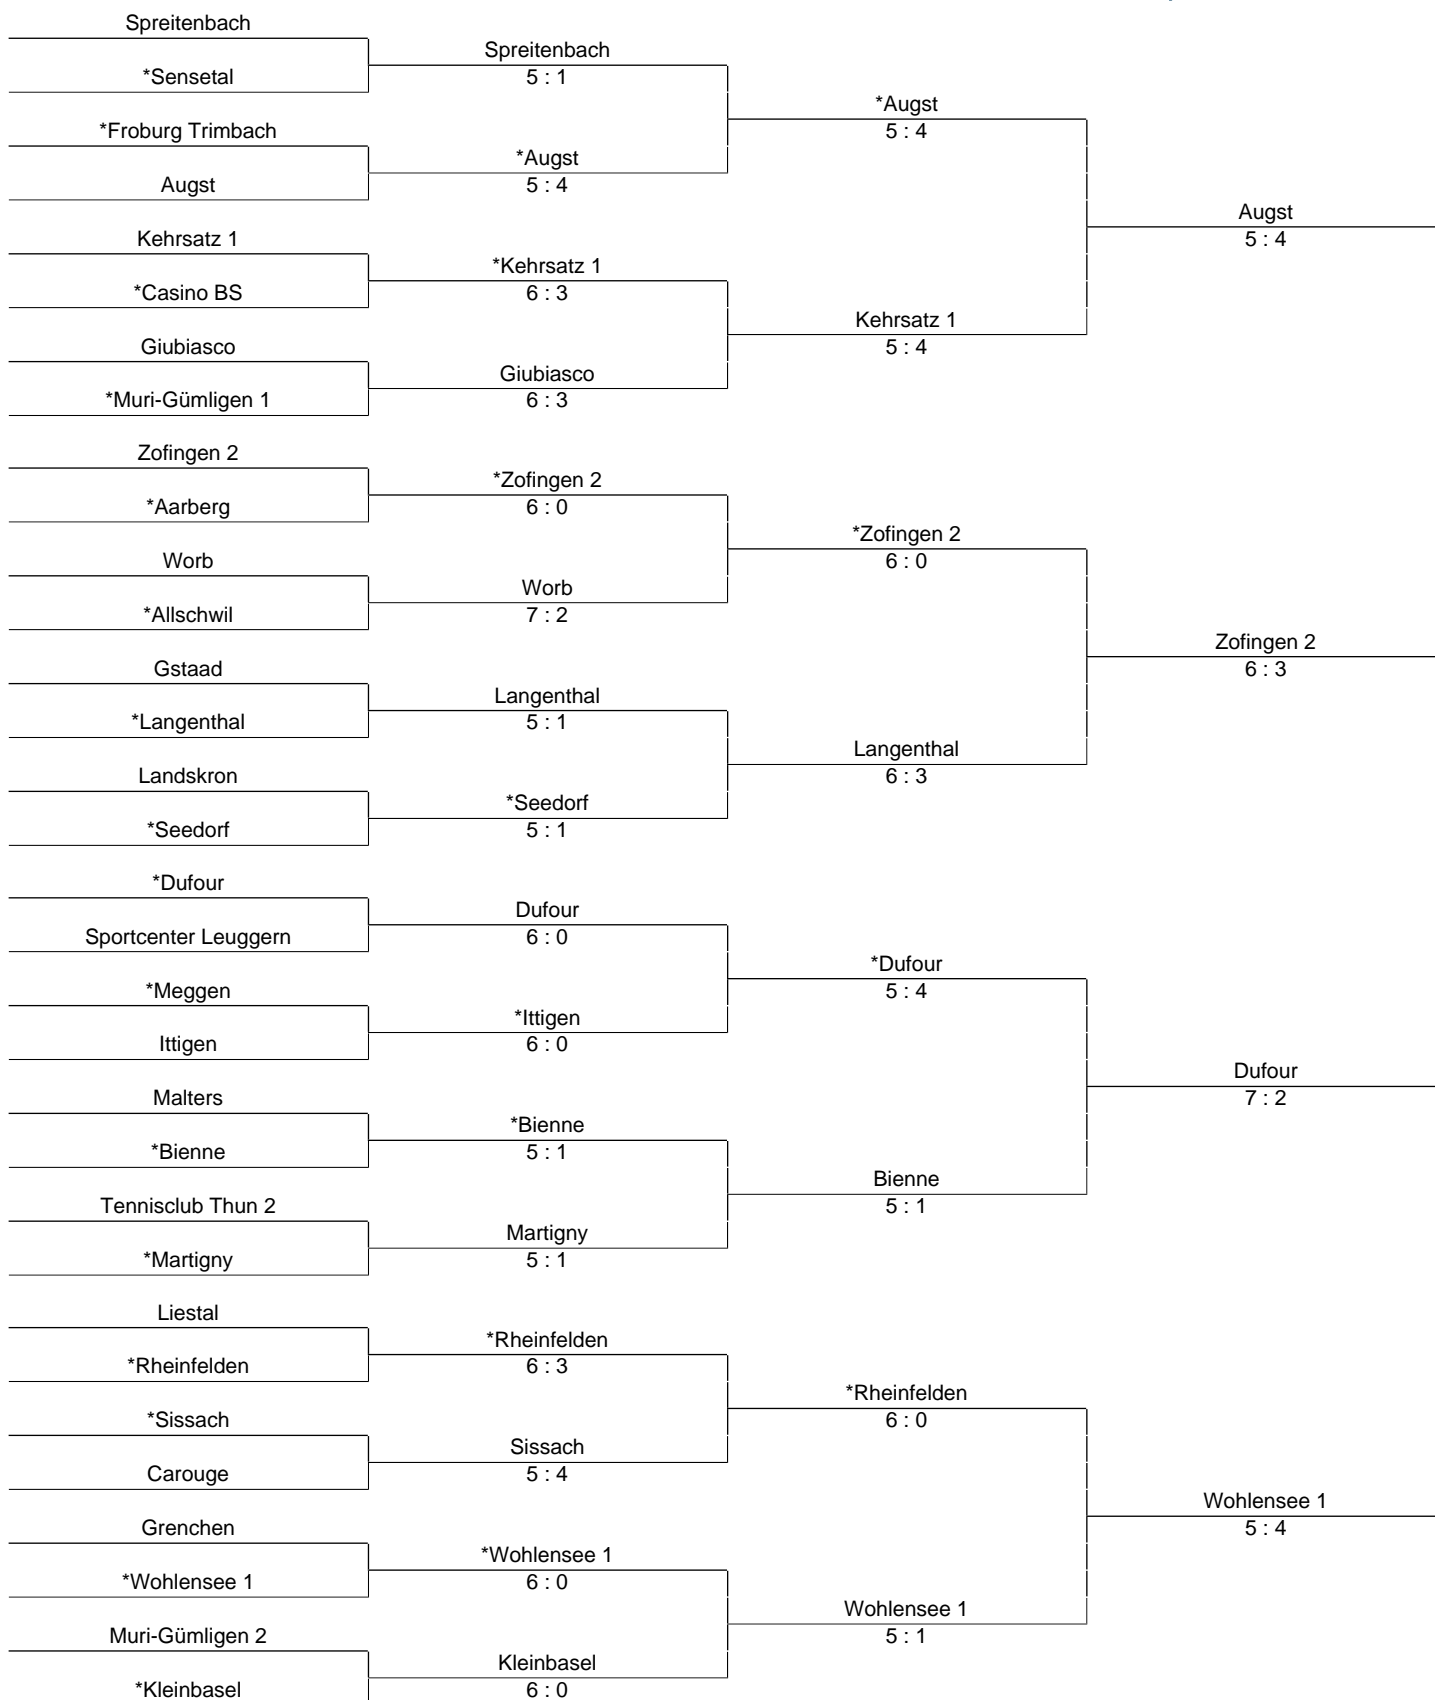 Spreitenbach
*Sensetal
*Froburg Trimbach
Augst
Kehrsatz 1
*Casino BS
Giubiasco
*Muri-Gümligen 1
Zofingen 2
*Aarberg
Worb
*Allschwil
Gstaad
*Langenthal
Landskron
*Seedorf
*Dufour
Sportcenter Leuggern
*Meggen
Ittigen
Malters
*Bienne
Tennisclub Thun 2
*Martigny
Liestal
*Rheinfelden
*Sissach
Carouge
Grenchen
*Wohlensee 1
Muri-Gümligen 2
*Kleinbasel
Spreitenbach
5 : 1
*Augst
5 : 4
*Kehrsatz 1
6 : 3
Giubiasco
6 : 3
*Zofingen 2
6 : 0
Worb
7 : 2
Langenthal
5 : 1
*Seedorf
5 : 1
Dufour
6 : 0
*Ittigen
6 : 0
*Bienne
5 : 1
Martigny
5 : 1
*Rheinfelden
6 : 3
Sissach
5 : 4
*Wohlensee 1
6 : 0
Kleinbasel
6 : 0
*Augst
5 : 4
Kehrsatz 1
5 : 4
*Zofingen 2
6 : 0
Langenthal
6 : 3
*Dufour
5 : 4
Bienne
5 : 1
*Rheinfelden
6 : 0
Wohlensee 1
5 : 1
Augst
5 : 4
Zofingen 2
6 : 3
Dufour
7 : 2
Wohlensee 1
5 : 4